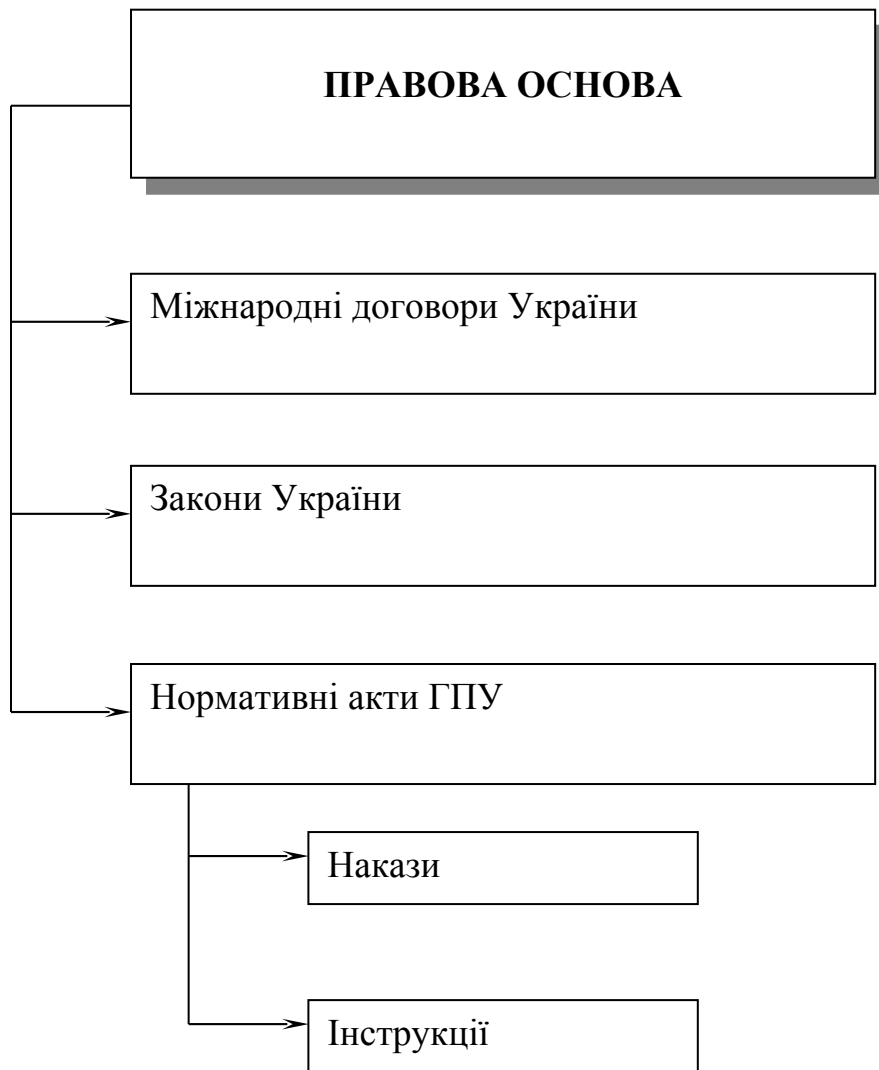 ПРАВОВА ОСНОВА
Міжнародні договори України
Закони України
Нормативні акти ГПУ
Накази
Інструкції